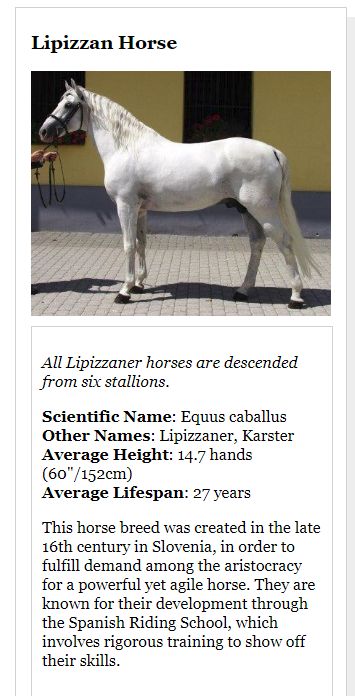 Lipizzan Horse
All Lipizzaner horses are descended
from six stallions.
Scientific Name: Equus caballus
Other Names: Lipizzaner, Karster
Average Height: 14.7 hands
(60"/152cm)
Average Lifespan: 27 years
This horse breed was created in the late
16th century in Slovenia, in order to
fulfill demand among the aristocracy
for a powerful yet agile horse. They are
known for their development through
the Spanish Riding School, which
involves rigorous training to show off
their skills.